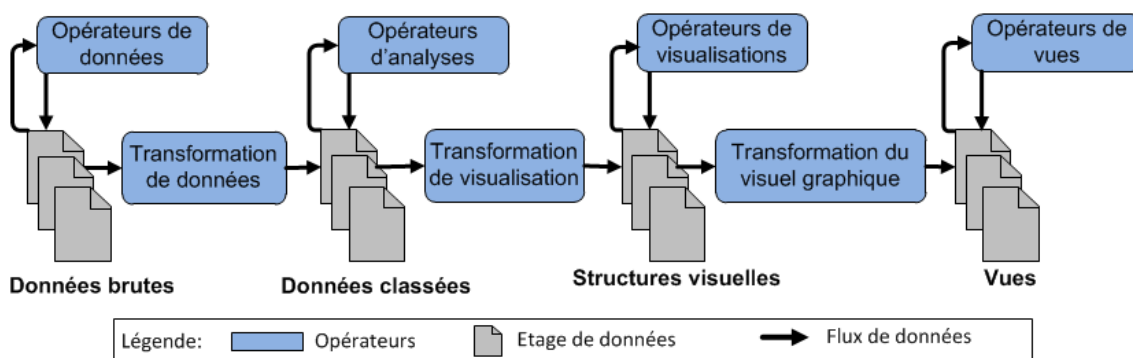 Opérateurs de
données
Opérateurs
d'analyses
Opérateurs de
visualisations
Opérateurs de
vues
Transformation
de données
Transformation
de visualisation
Transformation du
visuel graphique
Données brutes
Données classées
Structures visuelles
Vues
Légende:
Opérateurs
Etage de données
Flux de données